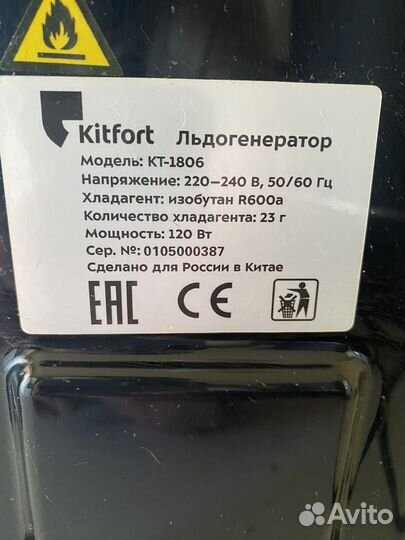 Kitfort Льдогенератор
Модель: KT-1806
Напряжение: 220–240 В, 50/60 Гц
Хладагент: изобутан R600a
Количество хладагента: 23 г
Мощность: 120 Вт
Сер. №: 0105000387
Сделано для России в Китае
EAC CE
Avito